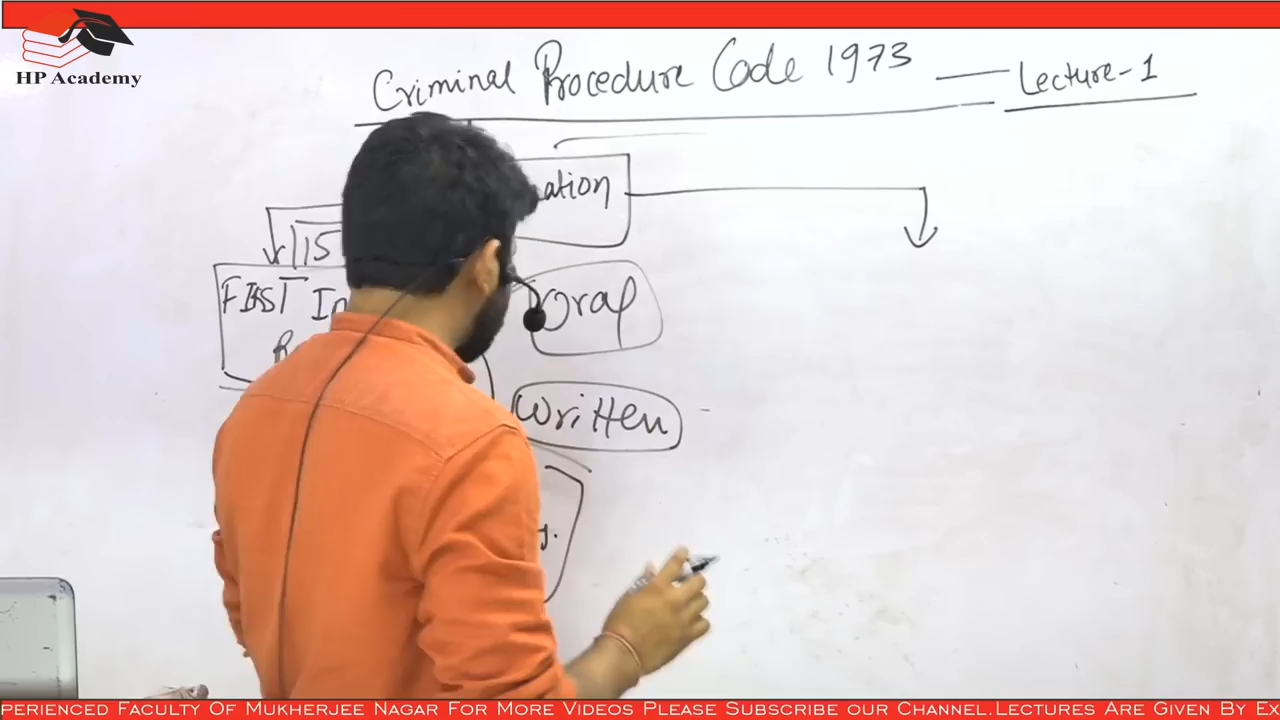 HP Academy
Criminal Procedure Code 1973 — Lecture-1
ation
15
FIRST In
Oral
Written
PERIENCED FACULTY OF MUKHERJEE NAGAR FOR MORE VIDEOS PLEASE SUBSCRIBE OUR CHANNEL.LECTURES ARE GIVEN BY EX